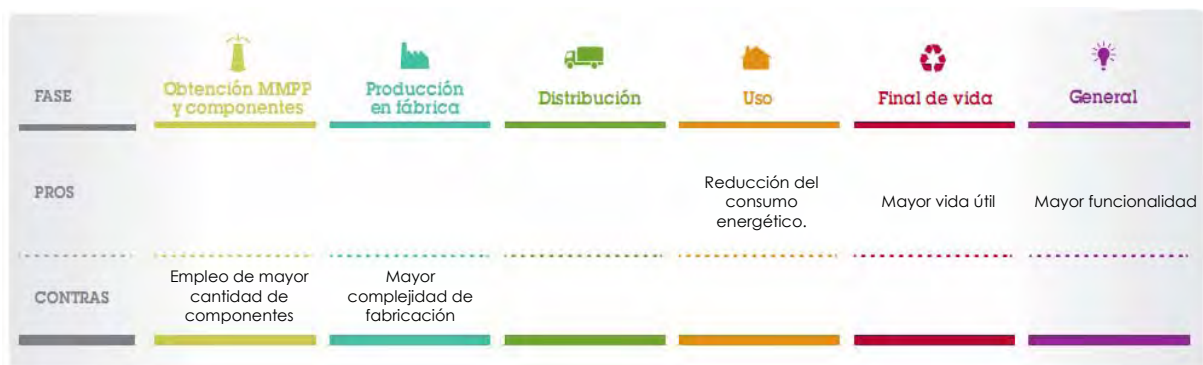 FASE
Obtención MMPP
y componentes
Producción
en fábrica
Distribución
Uso
Final de vida
General
PROS
Reducción del
consumo
energético.
Mayor vida útil
Mayor funcionalidad
CONTRAS
Empleo de mayor
cantidad de
componentes
Mayor
complejidad de
fabricación